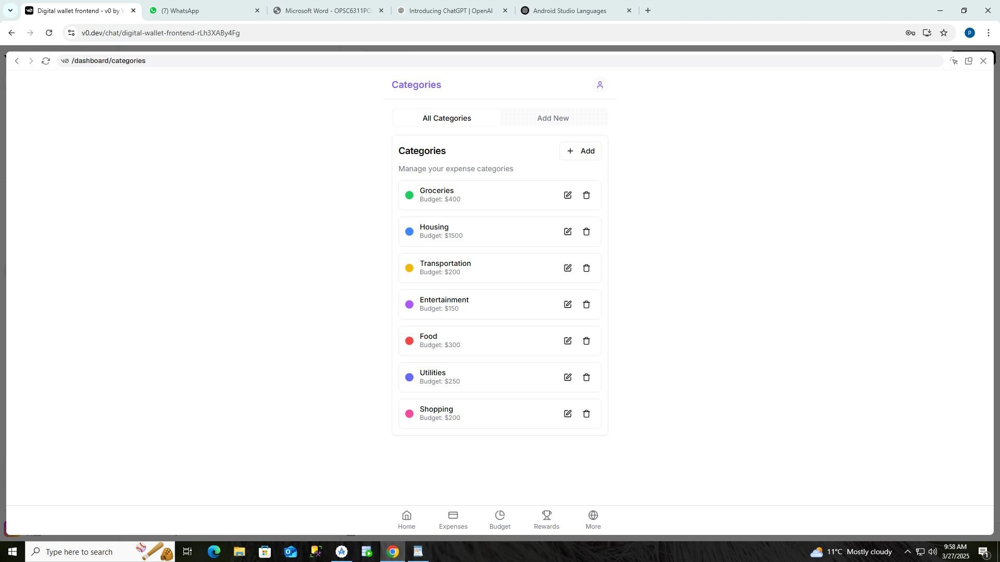 Digital wallet frontend - v0 by
(7) WhatsApp
Microsoft Word - OPSC6311PO
Introducing ChatGPT | OpenAI
Android Studio Languages
v0.dev/chat/digital-wallet-frontend-rLh3XABy4Fg
P
/dashboard/categories
Categories
All Categories
Add New
Categories
Add
Manage your expense categories
Groceries
Budget: $400
Housing
Budget: $1500
Transportation
Budget: $200
Entertainment
Budget: $150
Food
Budget: $300
Utilities
Budget: $250
Shopping
Budget: $200
Home
Expenses
Budget
Rewards
More
Type here to search
11°C Mostly cloudy
9:58 AM
3/27/2025
1